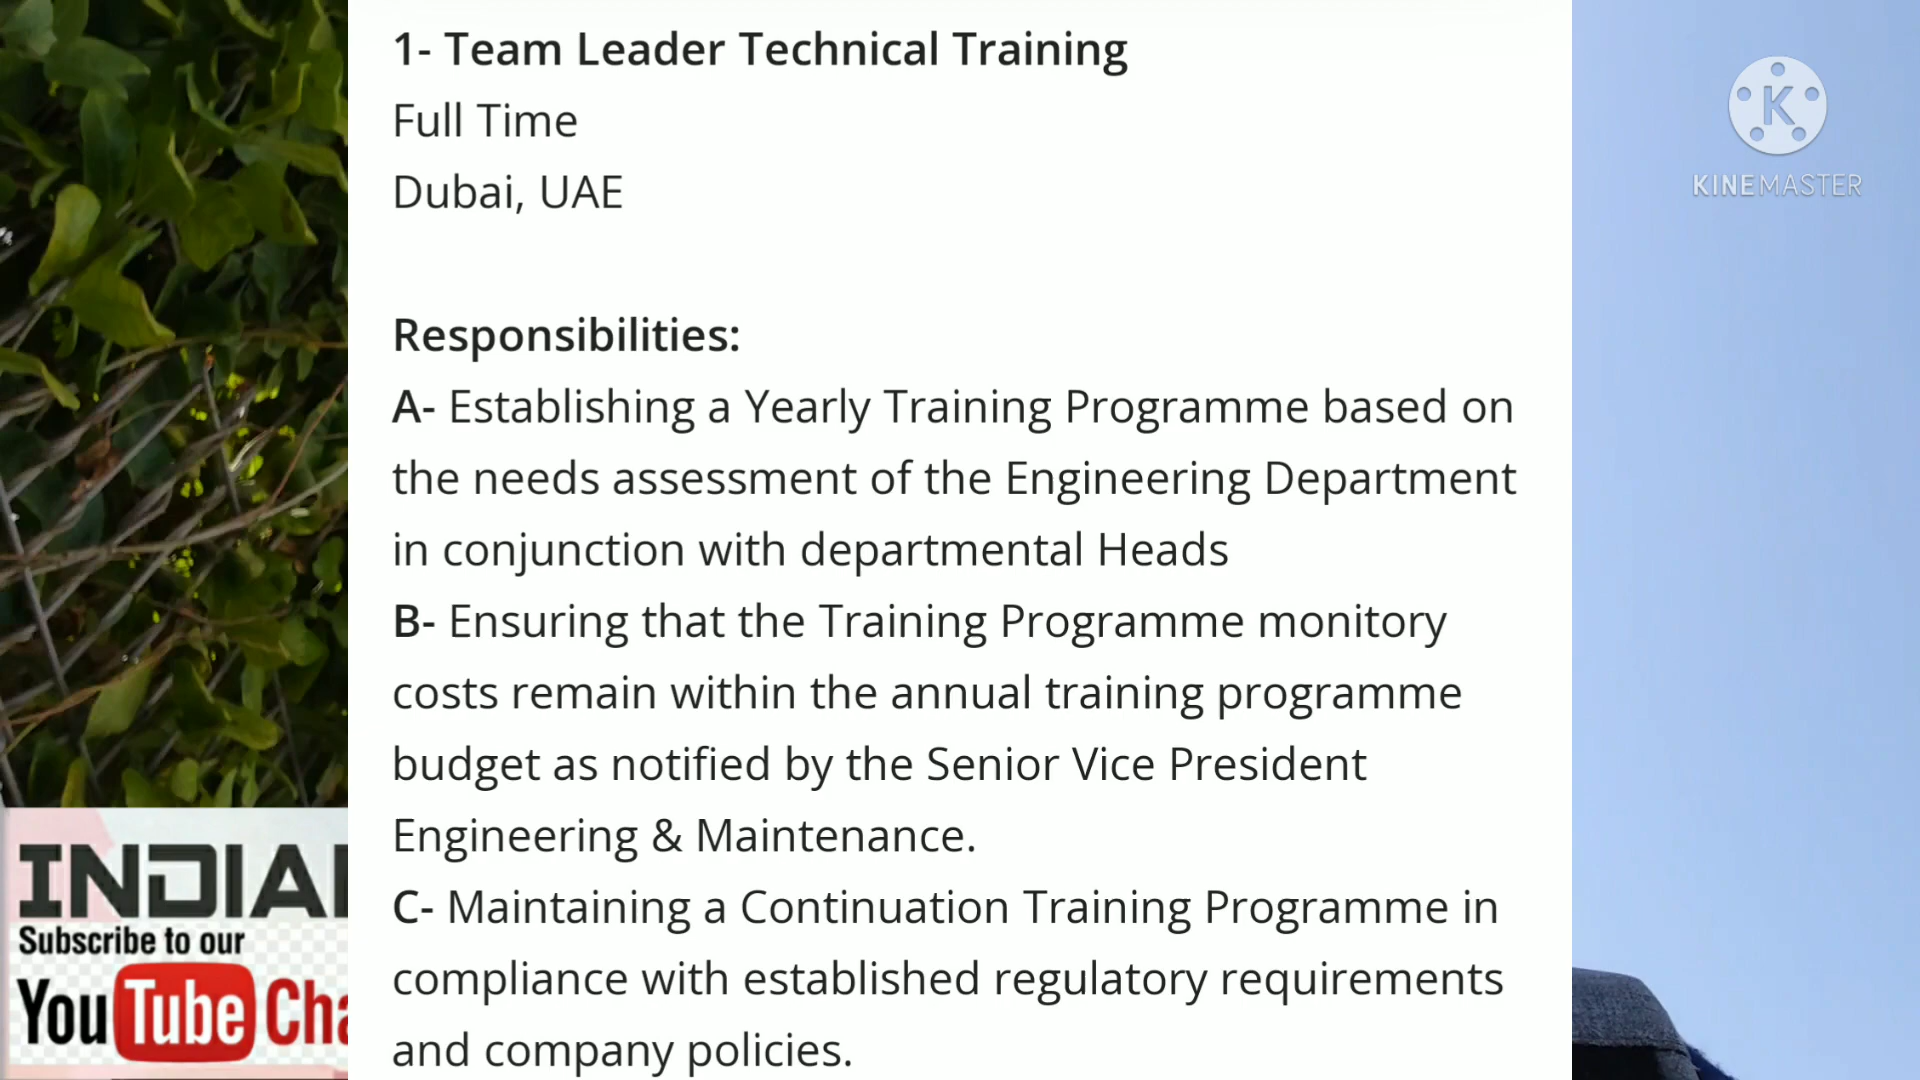 1- Team Leader Technical Training
Full Time
Dubai, UAE
Responsibilities:
A- Establishing a Yearly Training Programme based on
the needs assessment of the Engineering Department
in conjunction with departmental Heads
B- Ensuring that the Training Programme monitory
costs remain within the annual training programme
budget as notified by the Senior Vice President
Engineering & Maintenance.
C- Maintaining a Continuation Training Programme in
compliance with established regulatory requirements
and company policies.
K
KINEMASTER
INDIA
Subscribe to our
YouTube Cha